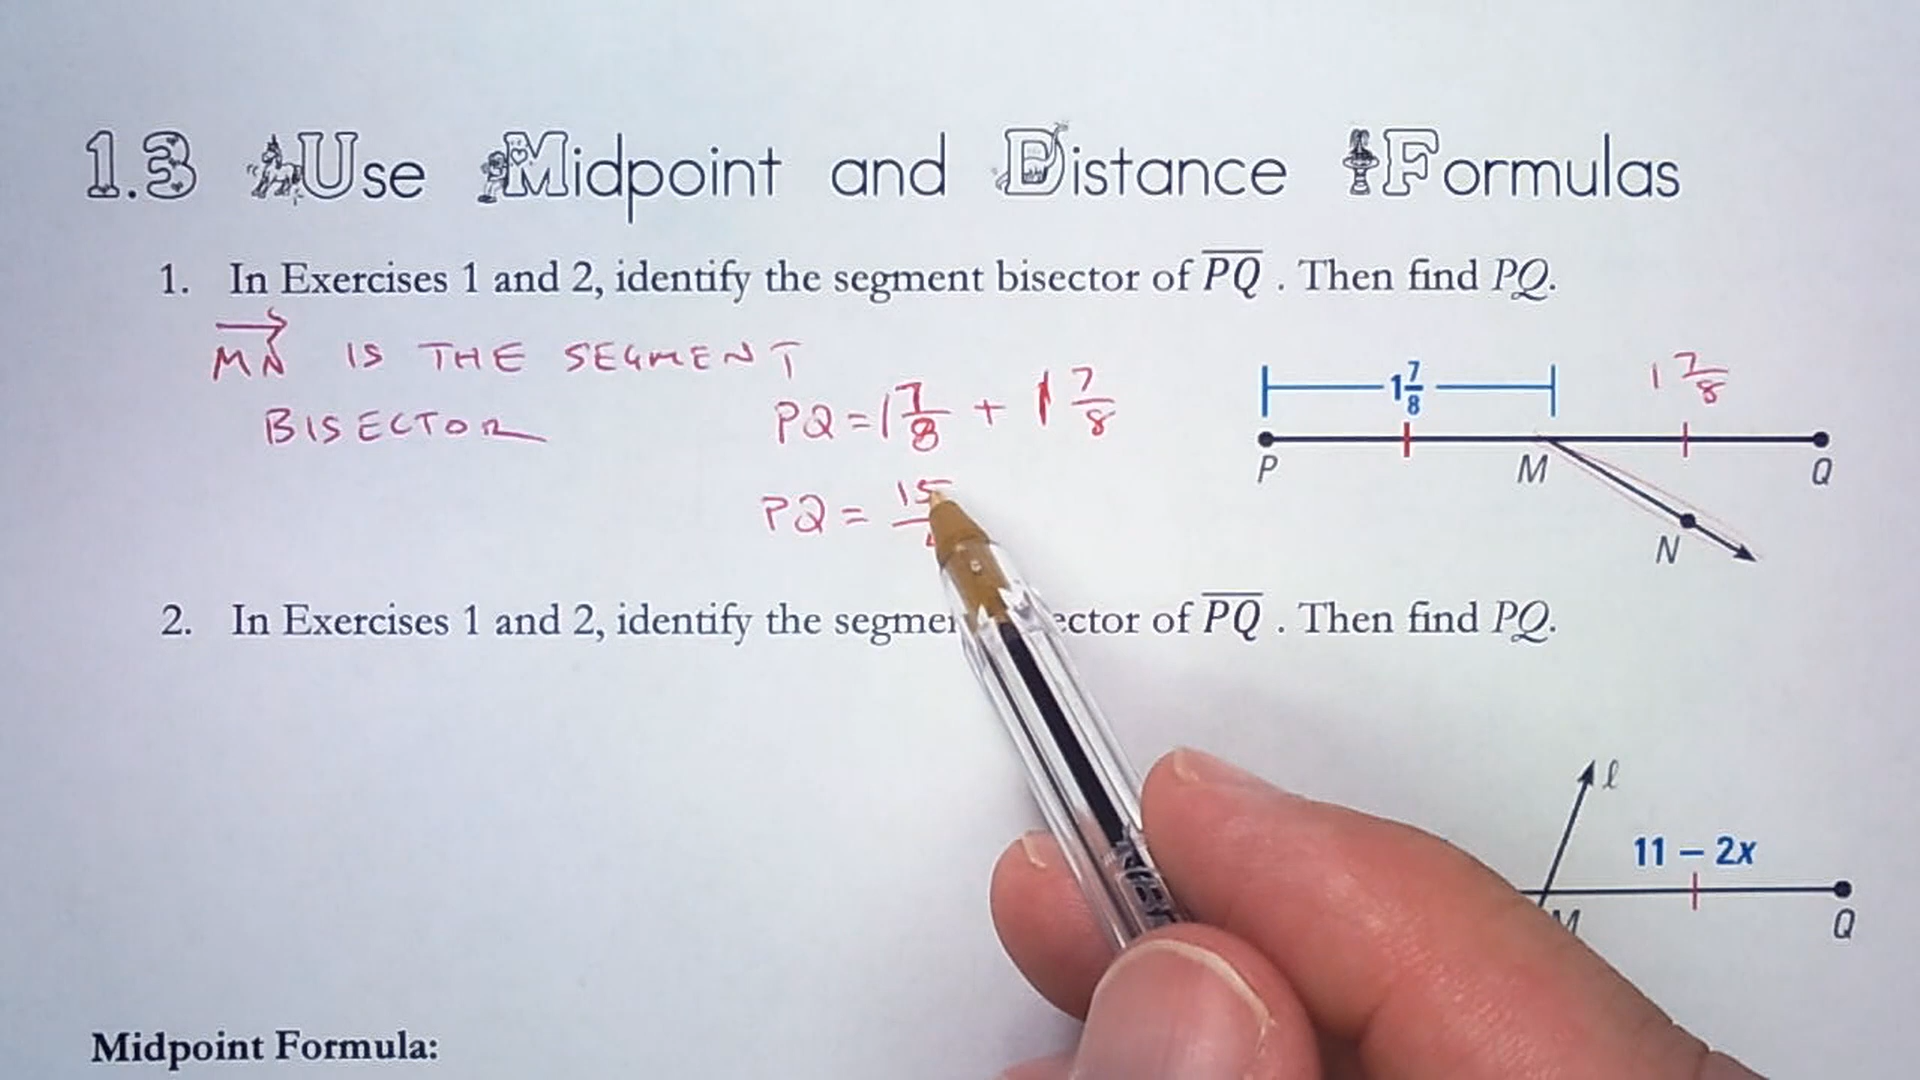 1.3 Use Midpoint and Distance Formulas
1. In Exercises 1 and 2, identify the segment bisector of PQ . Then find PQ.
MN IS THE SEGMENT
BISECTOR
PQ = 1 7/8 + 1 7/8
PQ = 15
1 7/8
1 7/8
P
M
Q
N
2. In Exercises 1 and 2, identify the of PQ . Then find PQ.
ℓ
11 – 2x
M
Q
Midpoint Formula: